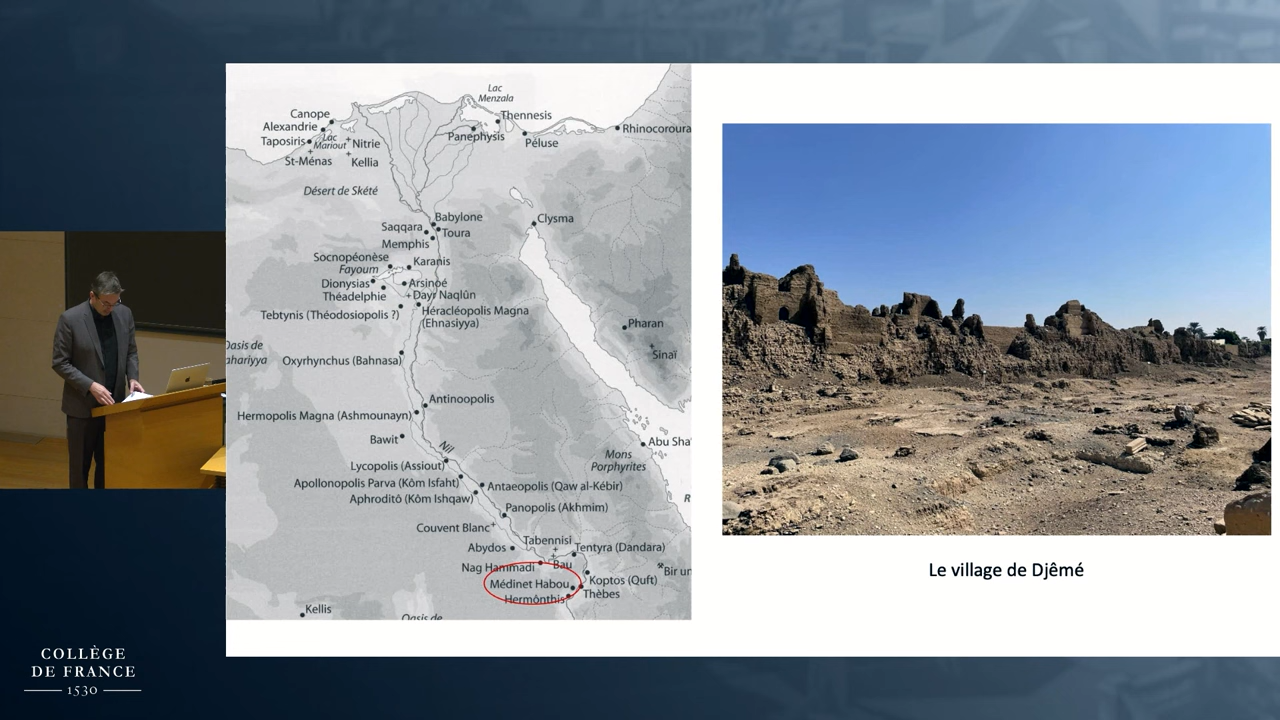 Lac
Menzala
Canope
Thennesis
Alexandrie
Rhinocoroura
Lac
Mariout
Nitrie
Panephysis
Taposiris
Péluse
St-Ménas
Kellia
Désert de Skété
Babylone
Clysma
Saqqara
Toura
Memphis
Socnopéonèse
Karanis
Fayoum
Dionysias
Arsinoé
Théadelphie
Dayr Naqlûn
Tebtynis (Théodosiopolis ?)
Héracléopolis Magna
(Ehnasiyya)
Pharan
Oasis de
ahariyya
Sinaï
Oxyrhynchus (Bahnasa)
Antinoopolis
Hermopolis Magna (Ashmounayn)
Bawit
Nil
Abu Sha
Mons
Porphyrites
Lycopolis (Assiout)
Apollonopolis Parva (Kôm Isfaht)
Antaeopolis (Qaw al-Kébir)
Aphroditô (Kôm Ishqaw)
R
Panopolis (Akhmim)
Couvent Blanc
Tabennisi
Abydos
Tentyra (Dandara)
Nag Hammadi
Bau
Bir un
Koptos (Quft)
Médinet Habou
Thèbes
Hermônthis
Kellis
Oasis de
Le village de Djêmé
COLLÈGE
DE FRANCE
1530